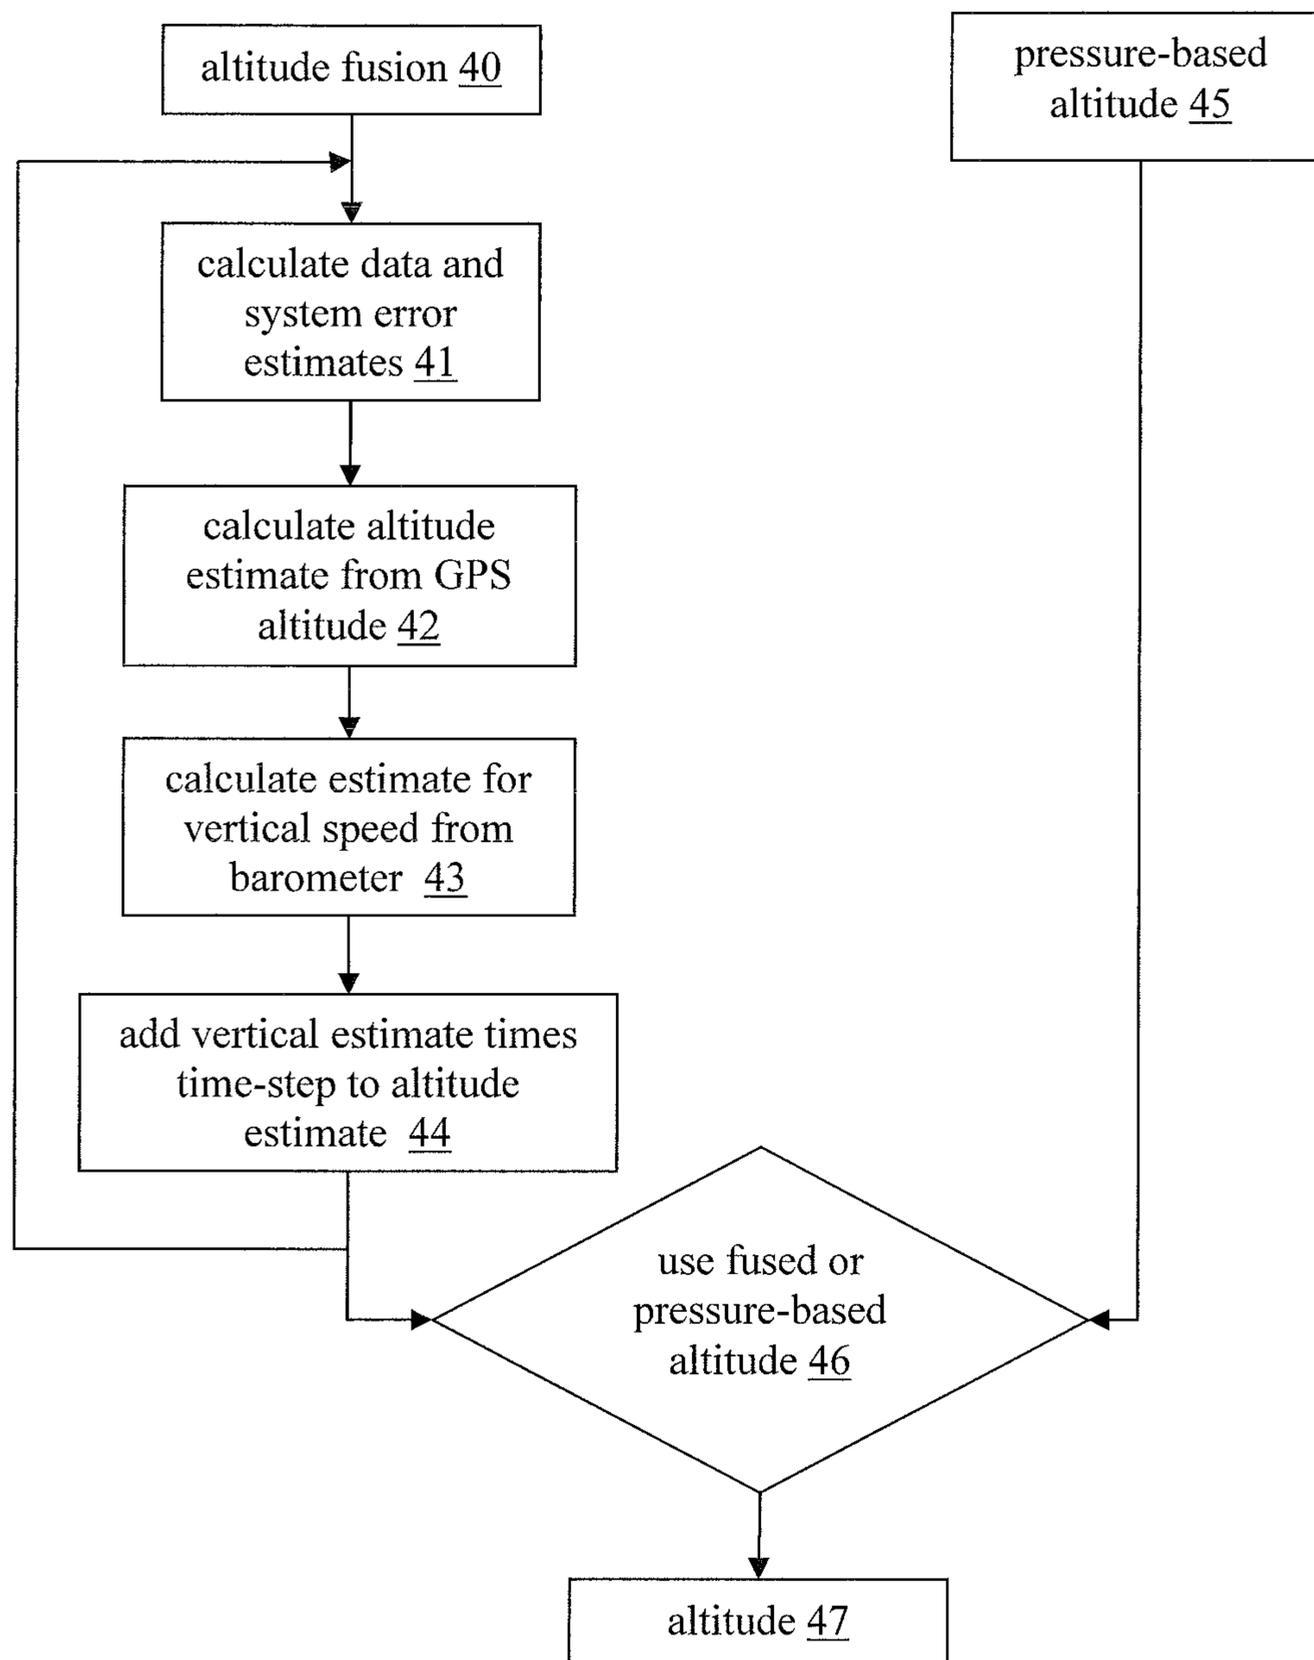 altitude fusion 40
pressure-based
altitude 45
calculate data and
system error
estimates 41
calculate altitude
estimate from GPS
altitude 42
calculate estimate for
vertical speed from
barometer 43
add vertical estimate times
time-step to altitude
estimate 44
use fused or
pressure-based
altitude 46
altitude 47